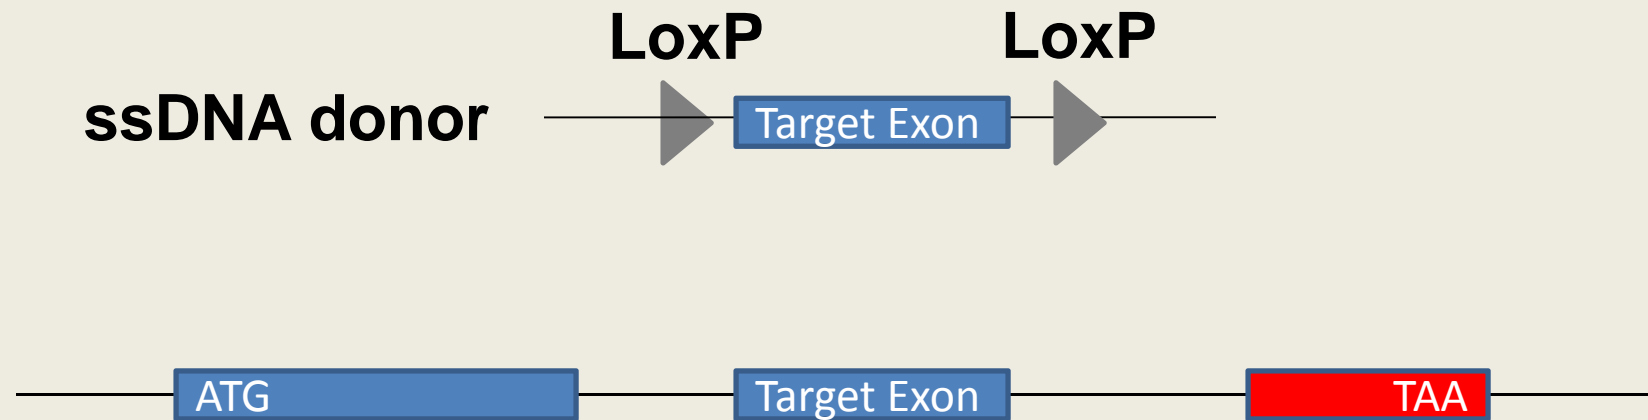 LoxP LoxP
ssDNA donor Target Exon
ATG Target Exon TAA